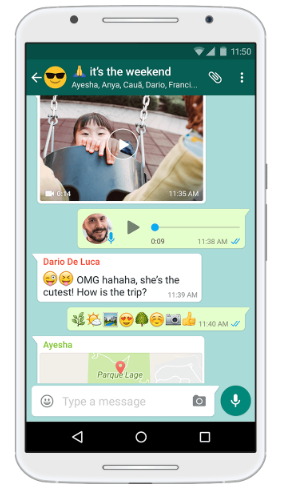 11:50
🙏 it's the weekend
Ayesha, Anya, Cauã, Dario, Franci...
0:14
11:35 AM
0:09
11:38 AM
Dario De Luca
😜😝 OMG hahaha, she's the
cutest! How is the trip?
11:39 AM
🌿🌤🏞😍🌳☺📷👍
11:40 AM
Ayesha
Parque Lage
Type a message